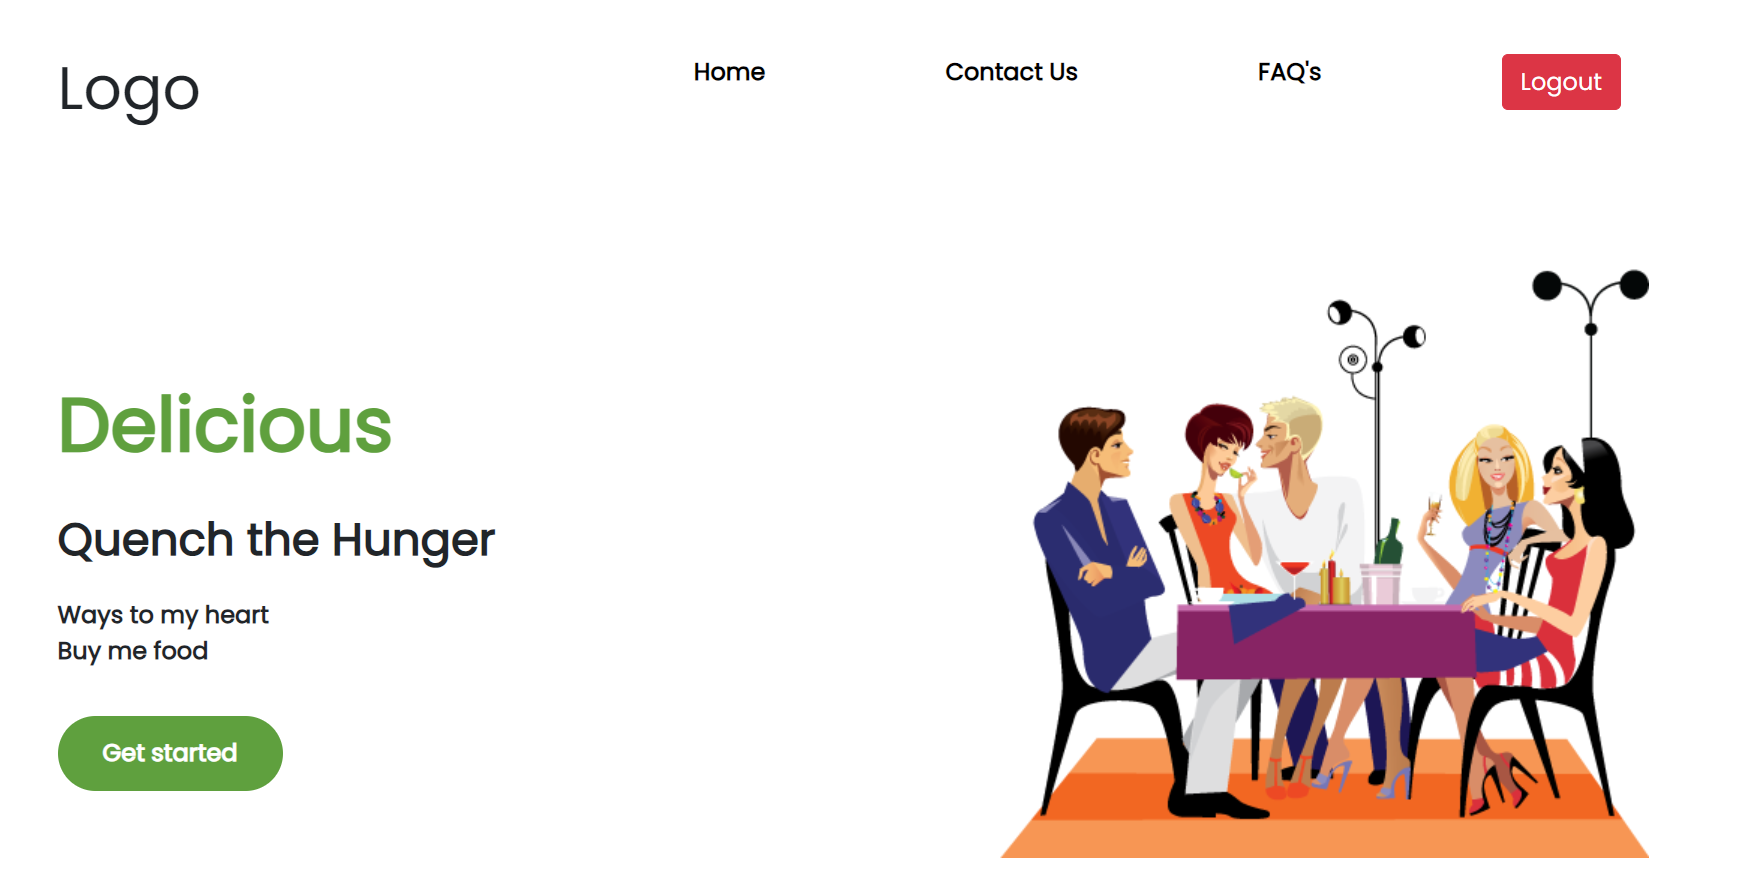 Logo
Home
Contact Us
FAQ's
Logout
Delicious
Quench the Hunger
Ways to my heart
Buy me food
Get started